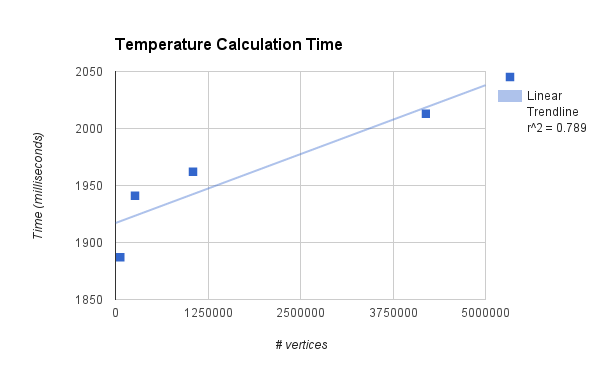 Temperature Calculation Time
2050
2000
1950
1900
1850
Time (milliseconds)
0 1250000 2500000 3750000 5000000
# vertices
Linear
Trendline
r^2 = 0.789